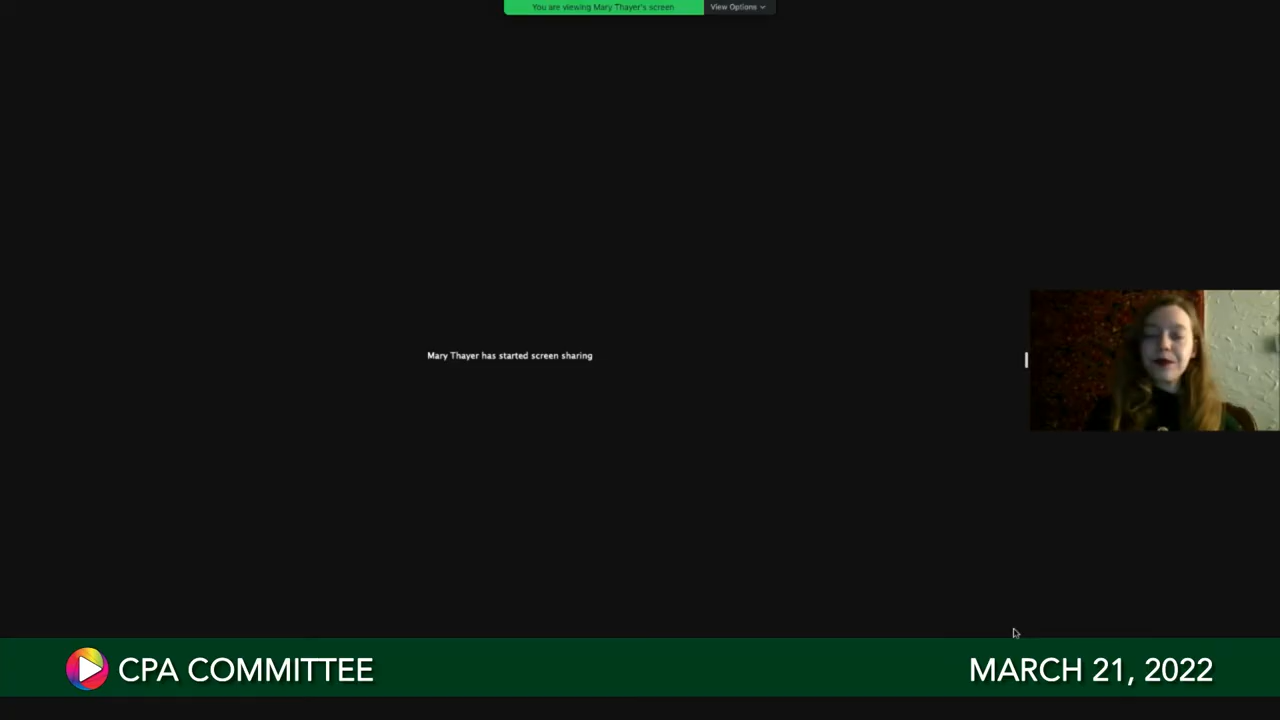 You are viewing Mary Thayer's screen
View Options
Mary Thayer has started screen sharing
CPA COMMITTEE
MARCH 21, 2022